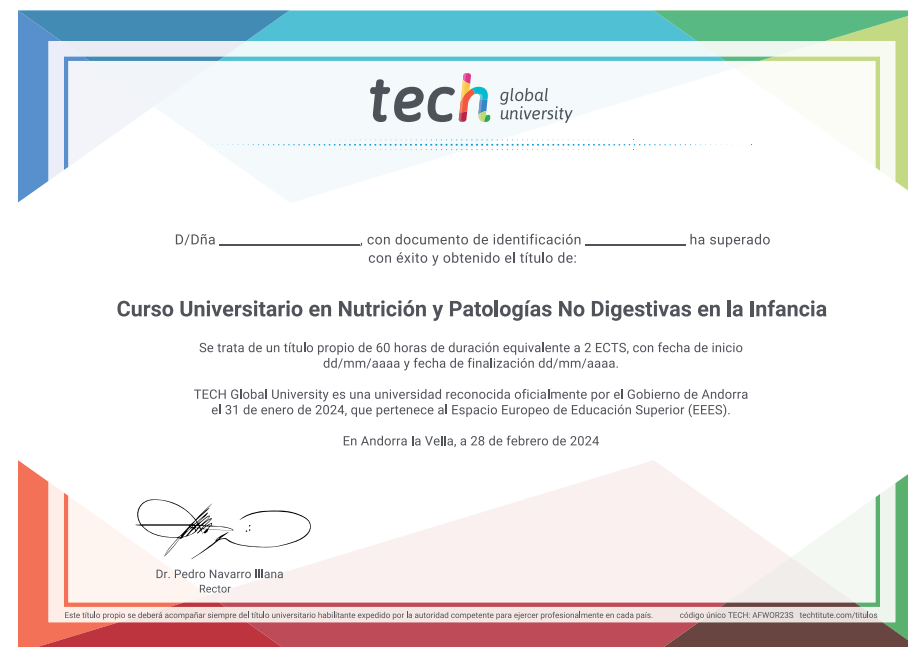 tech global university
D/Dña ____________________, con documento de identificación ______________ ha superado
con éxito y obtenido el título de:
Curso Universitario en Nutrición y Patologías No Digestivas en la Infancia
Se trata de un título propio de 60 horas de duración equivalente a 2 ECTS, con fecha de inicio
dd/mm/aaaa y fecha de finalización dd/mm/aaaa.
TECH Global University es una universidad reconocida oficialmente por el Gobierno de Andorra
el 31 de enero de 2024, que pertenece al Espacio Europeo de Educación Superior (EEES).
En Andorra la Vella, a 28 de febrero de 2024
Dr. Pedro Navarro Illana
Rector
Este título propio se deberá acompañar siempre del título universitario habilitante expedido por la autoridad competente para ejercer profesionalmente en cada país. código único TECH: AFWOR23S techtitute.com/titulos